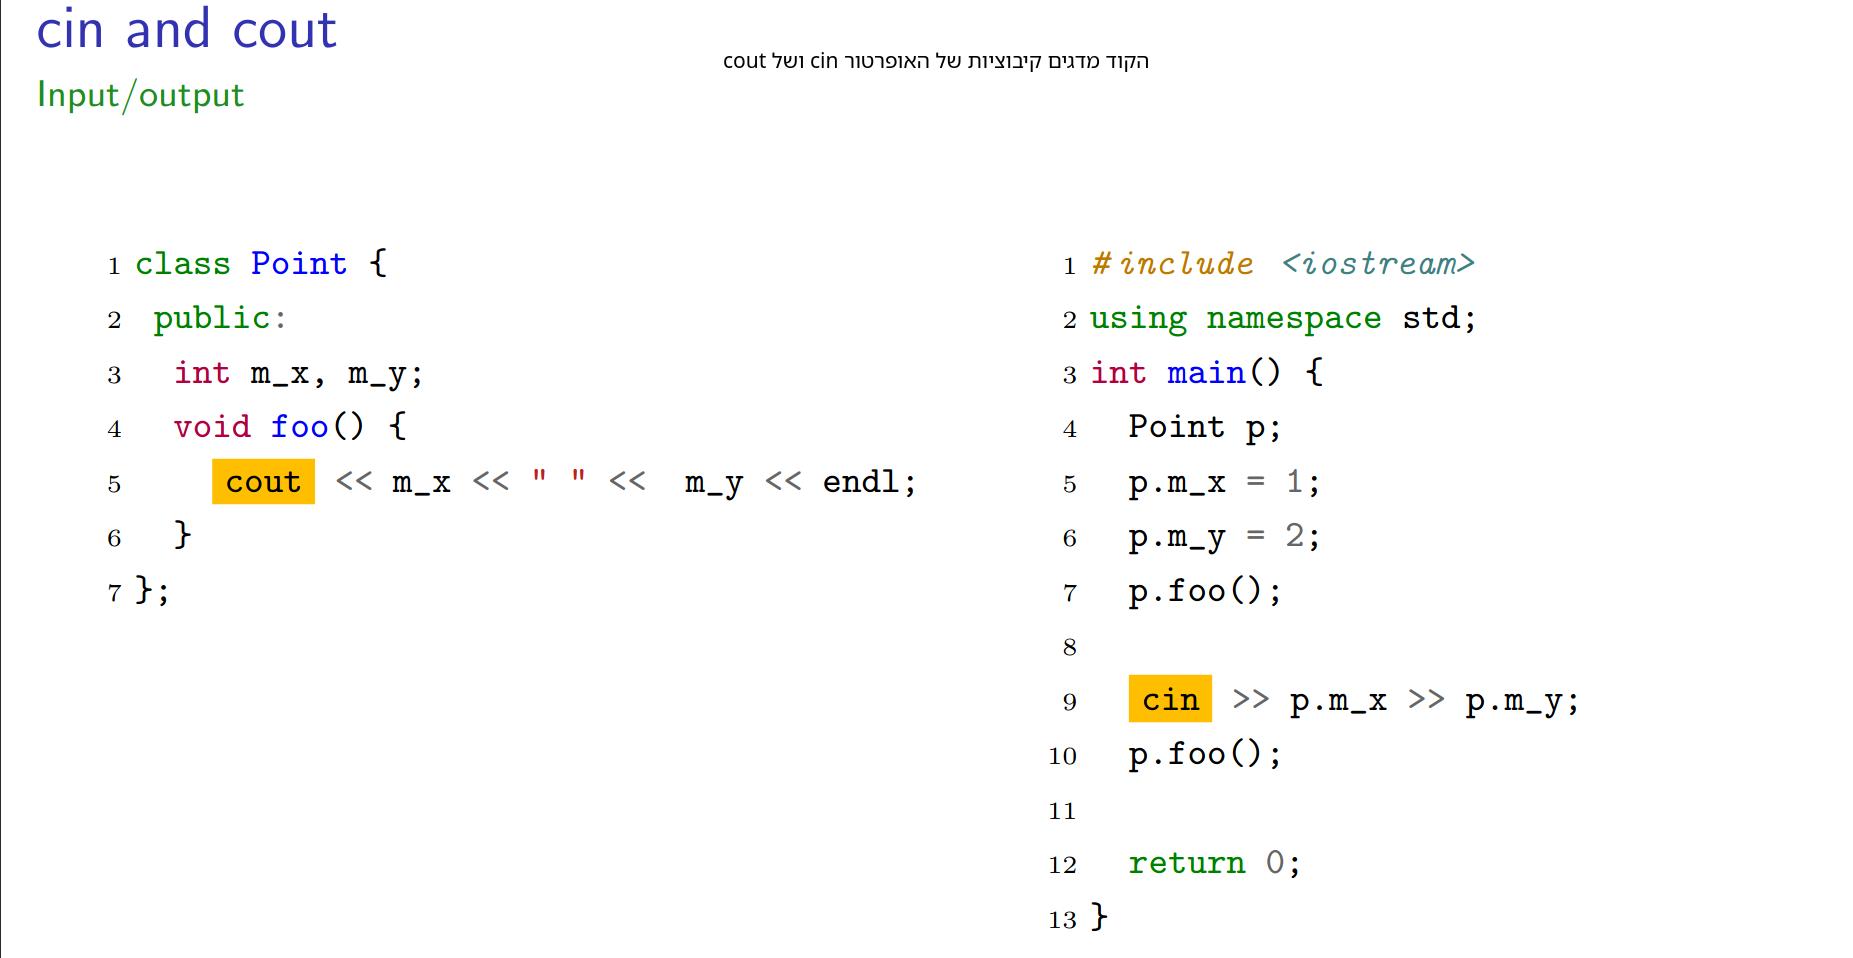 cin and cout
הקוד מדגים קיבוציות של האופרטור cin ושל cout
Input/output
1 class Point {
2 public:
3 int m_x, m_y;
4 void foo() {
5 cout << m_x << " " << m_y << endl;
6 }
7 };
1 #include <iostream>
2 using namespace std;
3 int main() {
4 Point p;
5 p.m_x = 1;
6 p.m_y = 2;
7 p.foo();
8
9 cin >> p.m_x >> p.m_y;
10 p.foo();
11
12 return 0;
13 }